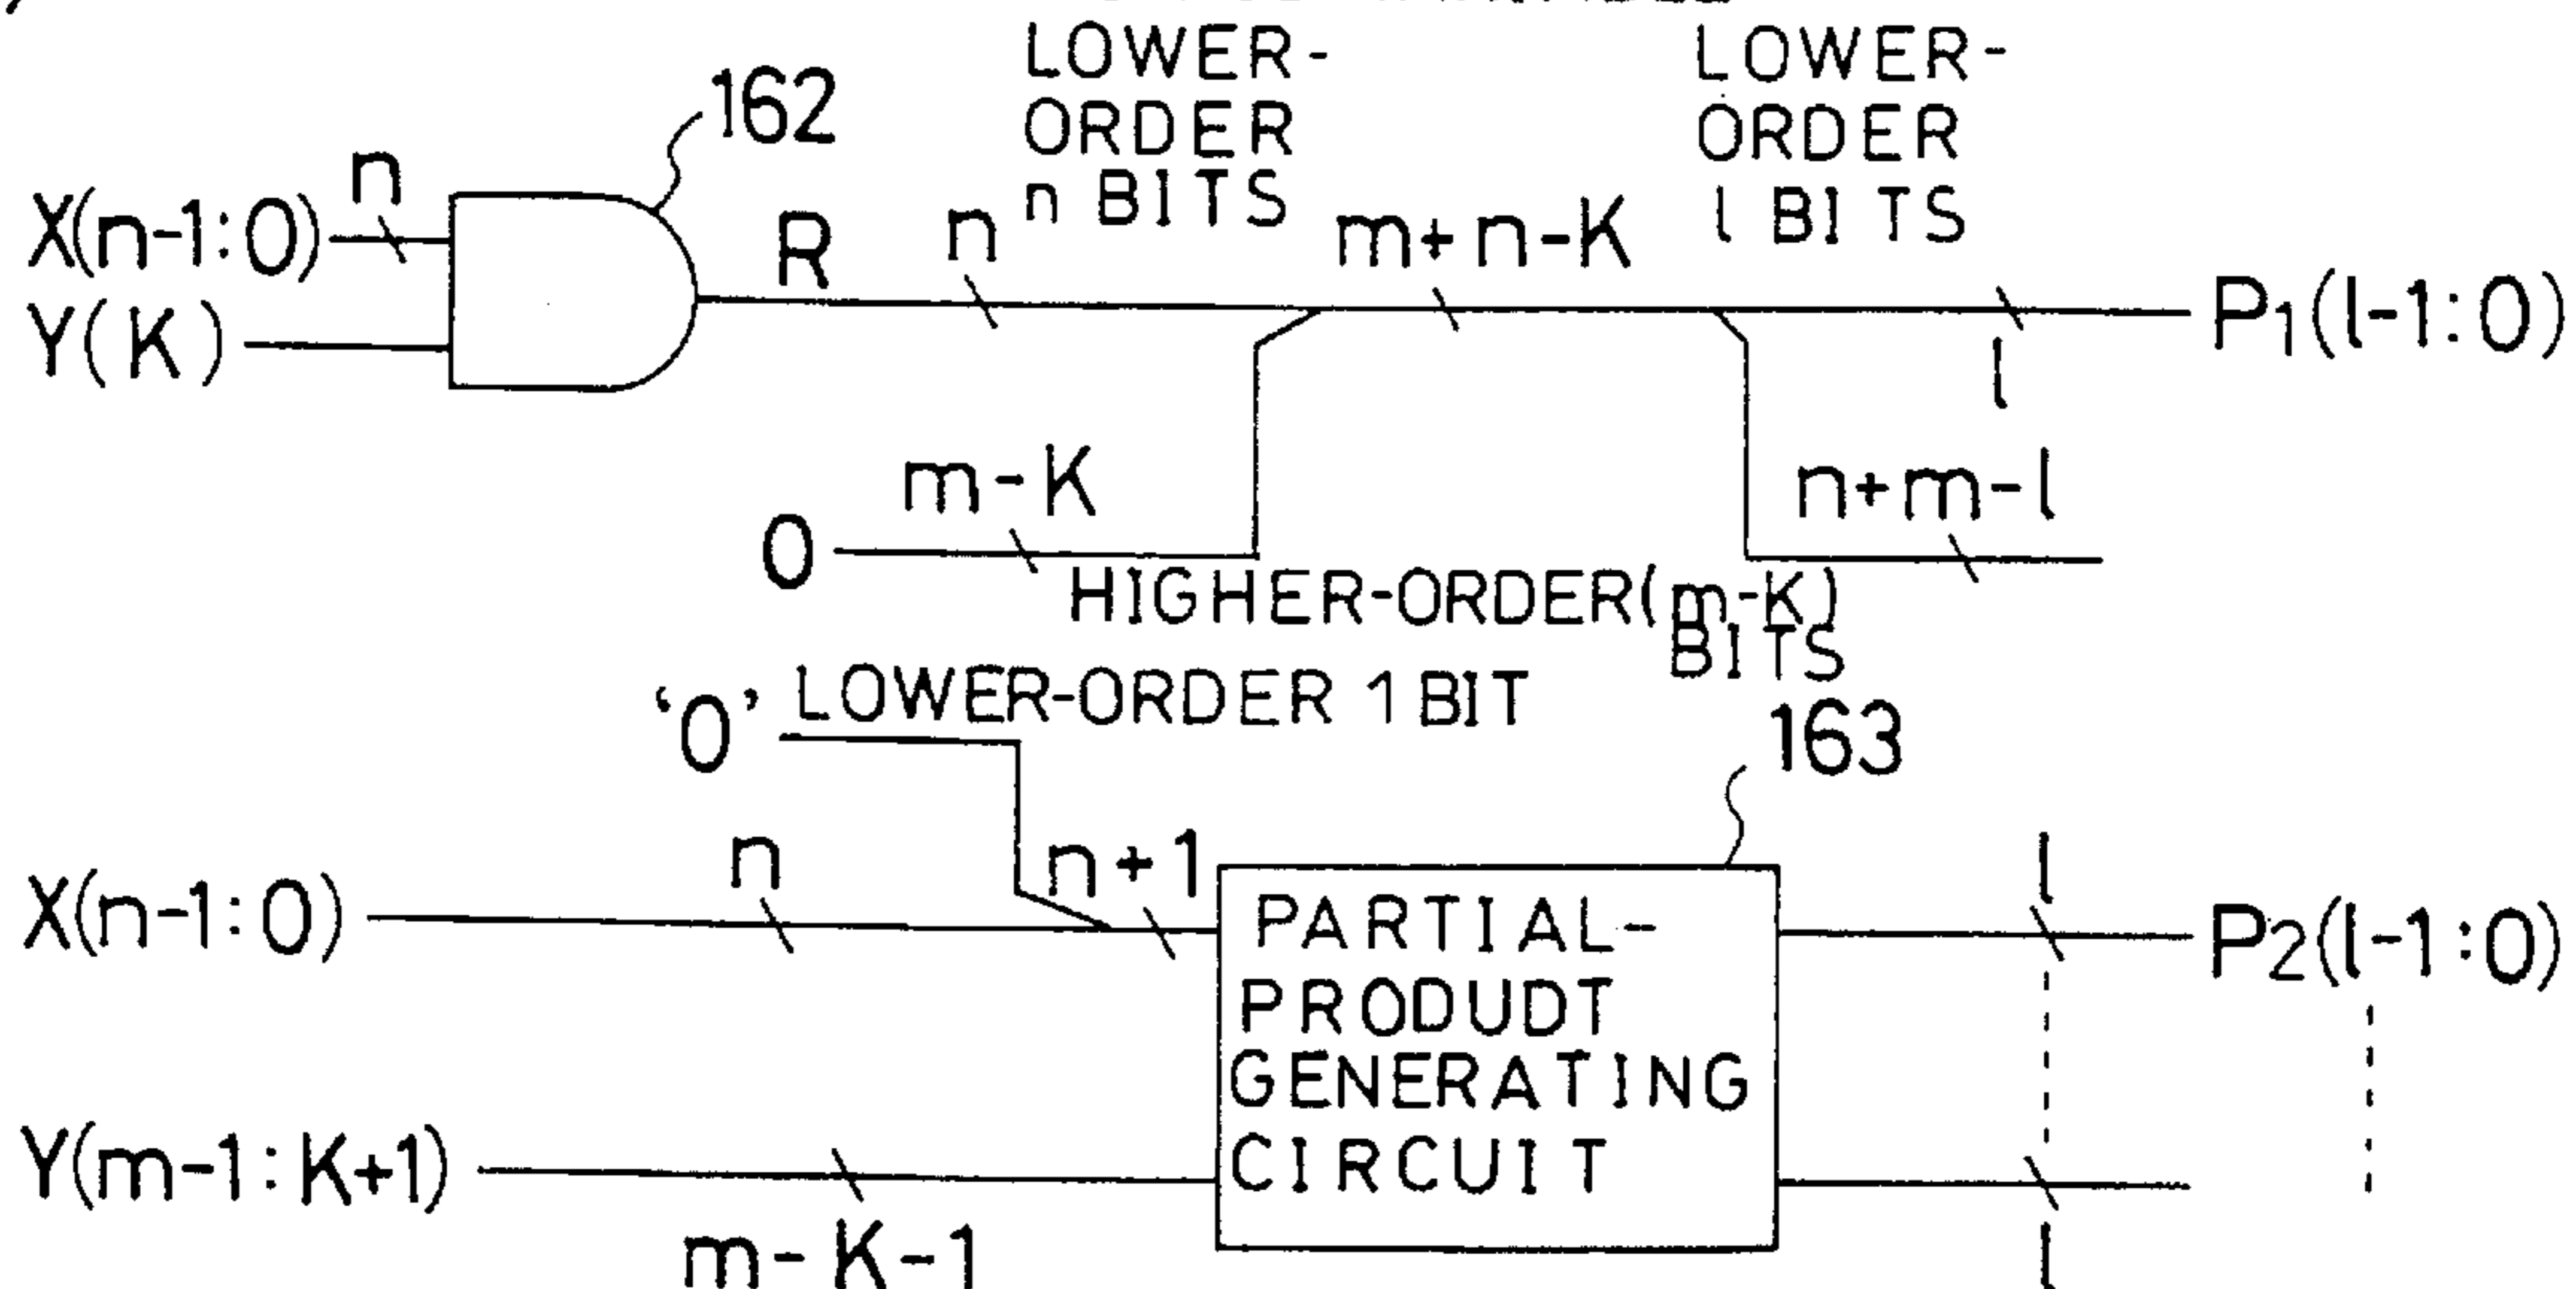 LOWER-
ORDER
n BITS
LOWER-
ORDER
l BITS
162
X(n-1:0)
n
Y(K)
R
n
m+n-K
l
P1(l-1:0)
0
m-K
n+m-l
HIGHER-ORDER(m-K)
BITS
'0' LOWER-ORDER 1 BIT
163
X(n-1:0)
n
n+1
PARTIAL-
PRODUDT
GENERATING
CIRCUIT
l
P2(l-1:0)
Y(m-1:K+1)
m-K-1
l